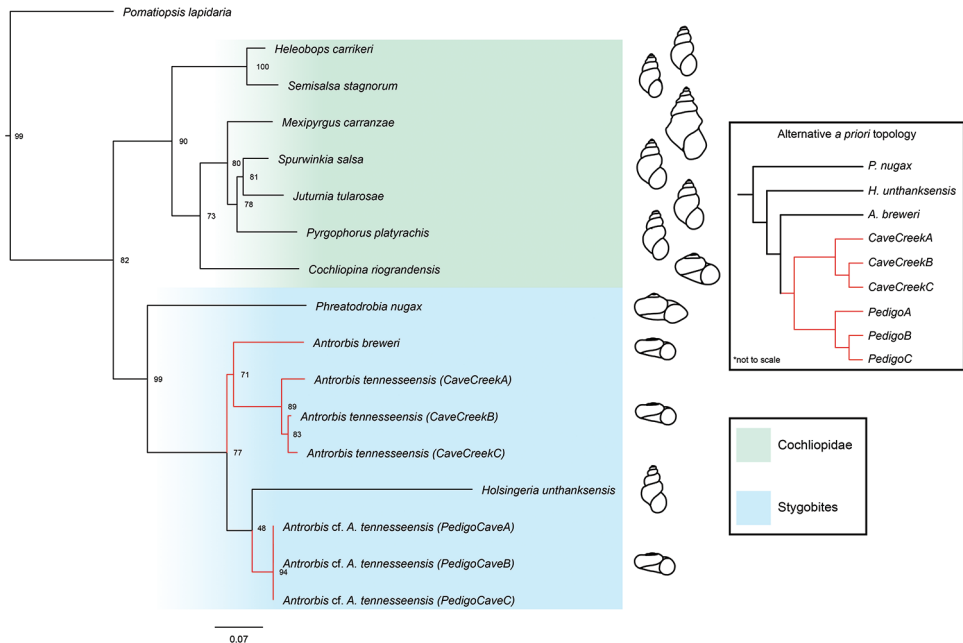 Pomatiopsis lapidaria
Heleobops carrikeri
100
Semisalsa stagnorum
99
90
Mexipyrgus carranzae
80
Spurwinkia salsa
81
Juturnia tularosae
78
73
Pyrgophorus platyrachis
82
Cochliopina riograndensis
Phreatodrobia nugax
Antrorbis breweri
71
99
Antrorbis tennesseensis (CaveCreekA)
89
Antrorbis tennesseensis (CaveCreekB)
83
77
Antrorbis tennesseensis (CaveCreekC)
Holsingeria unthanksensis
48
Antrorbis cf. A. tennesseensis (PedigoCaveA)
Antrorbis cf. A. tennesseensis (PedigoCaveB)
94
Antrorbis cf. A. tennesseensis (PedigoCaveC)
0.07
Alternative a priori topology
P. nugax
H. unthanksensis
A. breweri
CaveCreekA
CaveCreekB
CaveCreekC
PedigoA
PedigoB
PedigoC
*not to scale
Cochliopidae
Stygobites